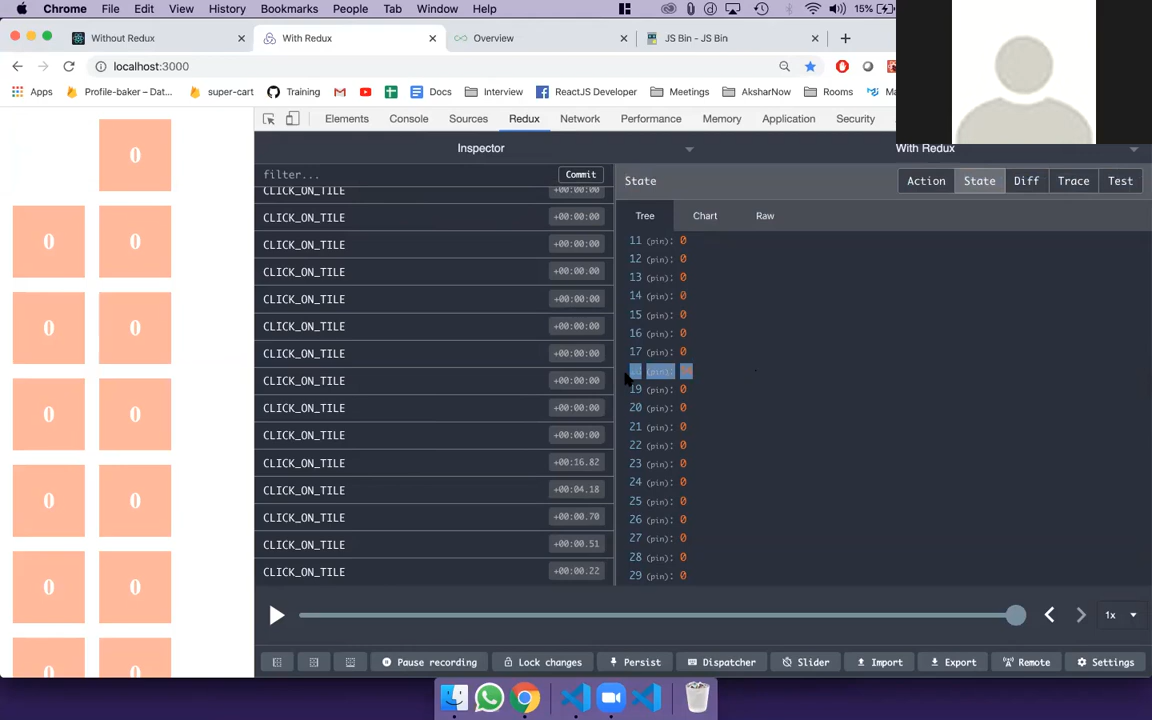 Chrome File Edit View History Bookmarks People Tab Window Help 15%
Without Redux × With Redux × Overview × JS Bin - JS Bin × +
localhost:3000
Apps Profile-baker – Dat... super-cart Training Docs Interview ReactJS Developer Meetings AksharNow Rooms
Elements Console Sources Redux Network Performance Memory Application Security
Inspector With Redux
filter... Commit State Action State Diff Trace Test
Tree Chart Raw
CLICK_ON_TILE +00:00:00
CLICK_ON_TILE +00:00:00
CLICK_ON_TILE +00:00:00
CLICK_ON_TILE +00:00.00
CLICK_ON_TILE +00:00:00
CLICK_ON_TILE +00:00:00
CLICK_ON_TILE +00:00:00
CLICK_ON_TILE +00:00:00
CLICK_ON_TILE +00:00:00
CLICK_ON_TILE +00:00:00
CLICK_ON_TILE +00:16.82
CLICK_ON_TILE +00:04.18
CLICK_ON_TILE +00:00.70
CLICK_ON_TILE +00:00.51
CLICK_ON_TILE +00:00.22
11 (pin): 0
12 (pin): 0
13 (pin): 0
14 (pin): 0
15 (pin): 0
16 (pin): 0
17 (pin): 0
(pin):
19 (pin): 0
20 (pin): 0
21 (pin): 0
22 (pin): 0
23 (pin): 0
24 (pin): 0
25 (pin): 0
26 (pin): 0
27 (pin): 0
28 (pin): 0
29 (pin): 0
0
0 0
0 0
0 0
0 0
0 0
0 0
1x
Pause recording Lock changes Persist Dispatcher Slider Import Export Remote Settings